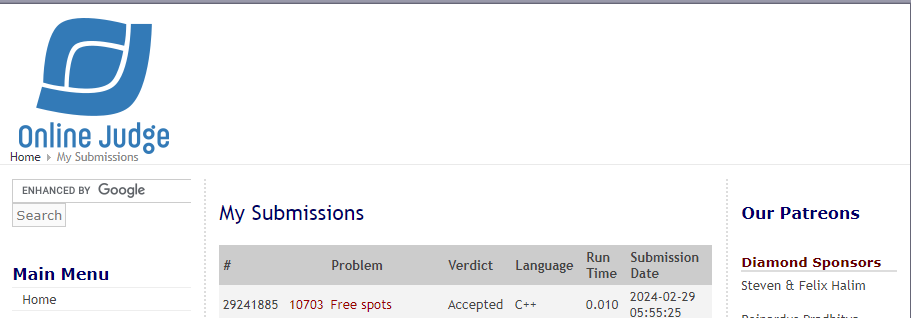 Online Judge
Home My Submissions
ENHANCED BY Google
Search
Main Menu
Home
My Submissions
# Problem Verdict Language Run Time Submission Date
29241885 10703 Free spots Accepted C++ 0.010 2024-02-29 05:55:25
Our Patreons
Diamond Sponsors
Steven & Felix Halim